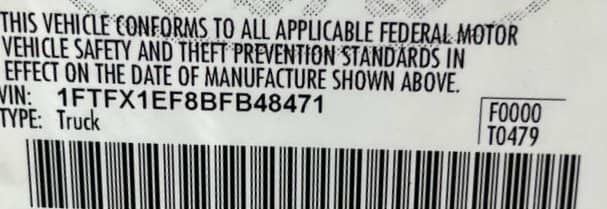 THIS VEHICLE CONFORMS TO ALL APPLICABLE FEDERAL MOTOR
VEHICLE SAFETY AND THEFT PREVENTION STANDARDS IN
EFFECT ON THE DATE OF MANUFACTURE SHOWN ABOVE.
VIN: 1FTFX1EF8BFB48471
TYPE: Truck
F0000
T0479